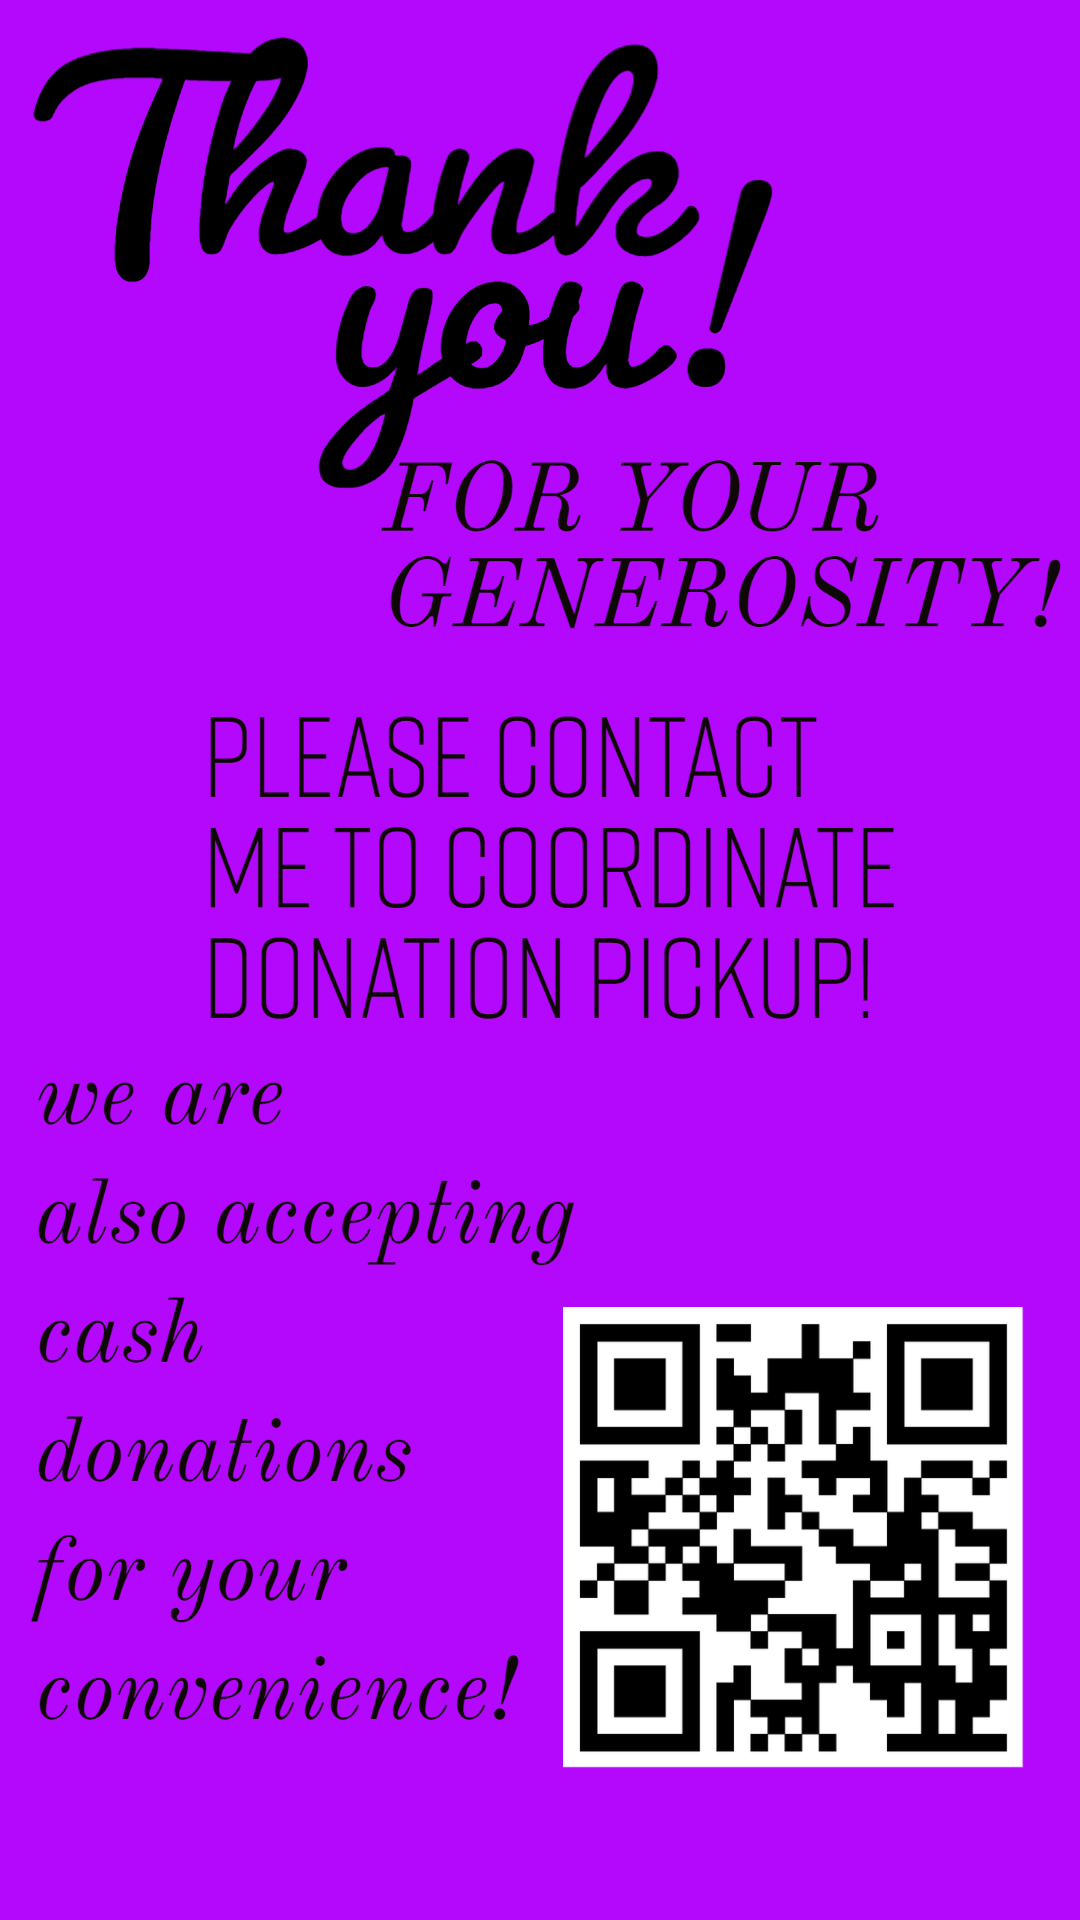 Thank
you!
FOR YOUR
GENEROSITY!
PLEASE CONTACT
ME TO COORDINATE
DONATION PICKUP!
we are
also accepting
cash
donations
for your
convenience!